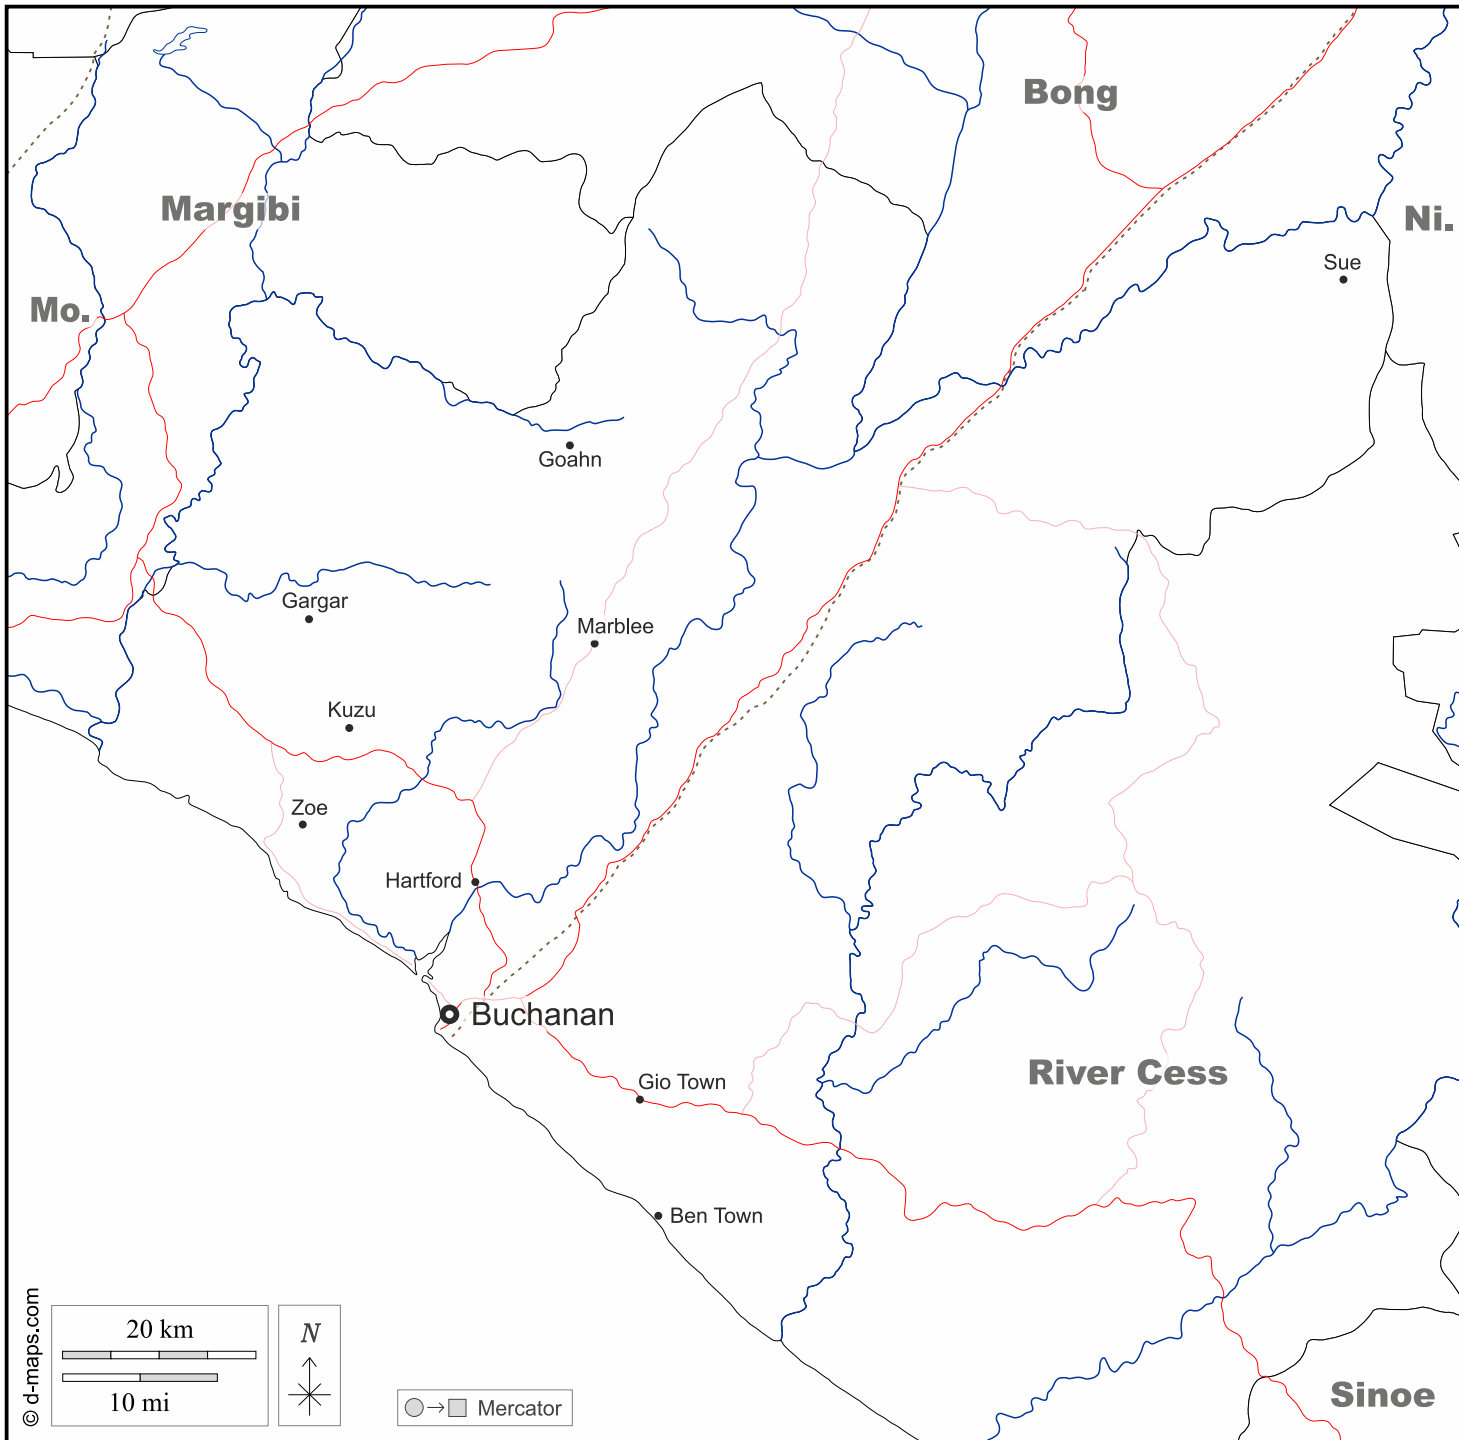 Bong
Margibi
Ni.
Sue
Mo.
Goahn
Gargar
Marblee
Kuzu
Zoe
Hartford
Buchanan
Gio Town
River Cess
Ben Town
© d-maps.com
20 km
10 mi
N
Mercator
Sinoe